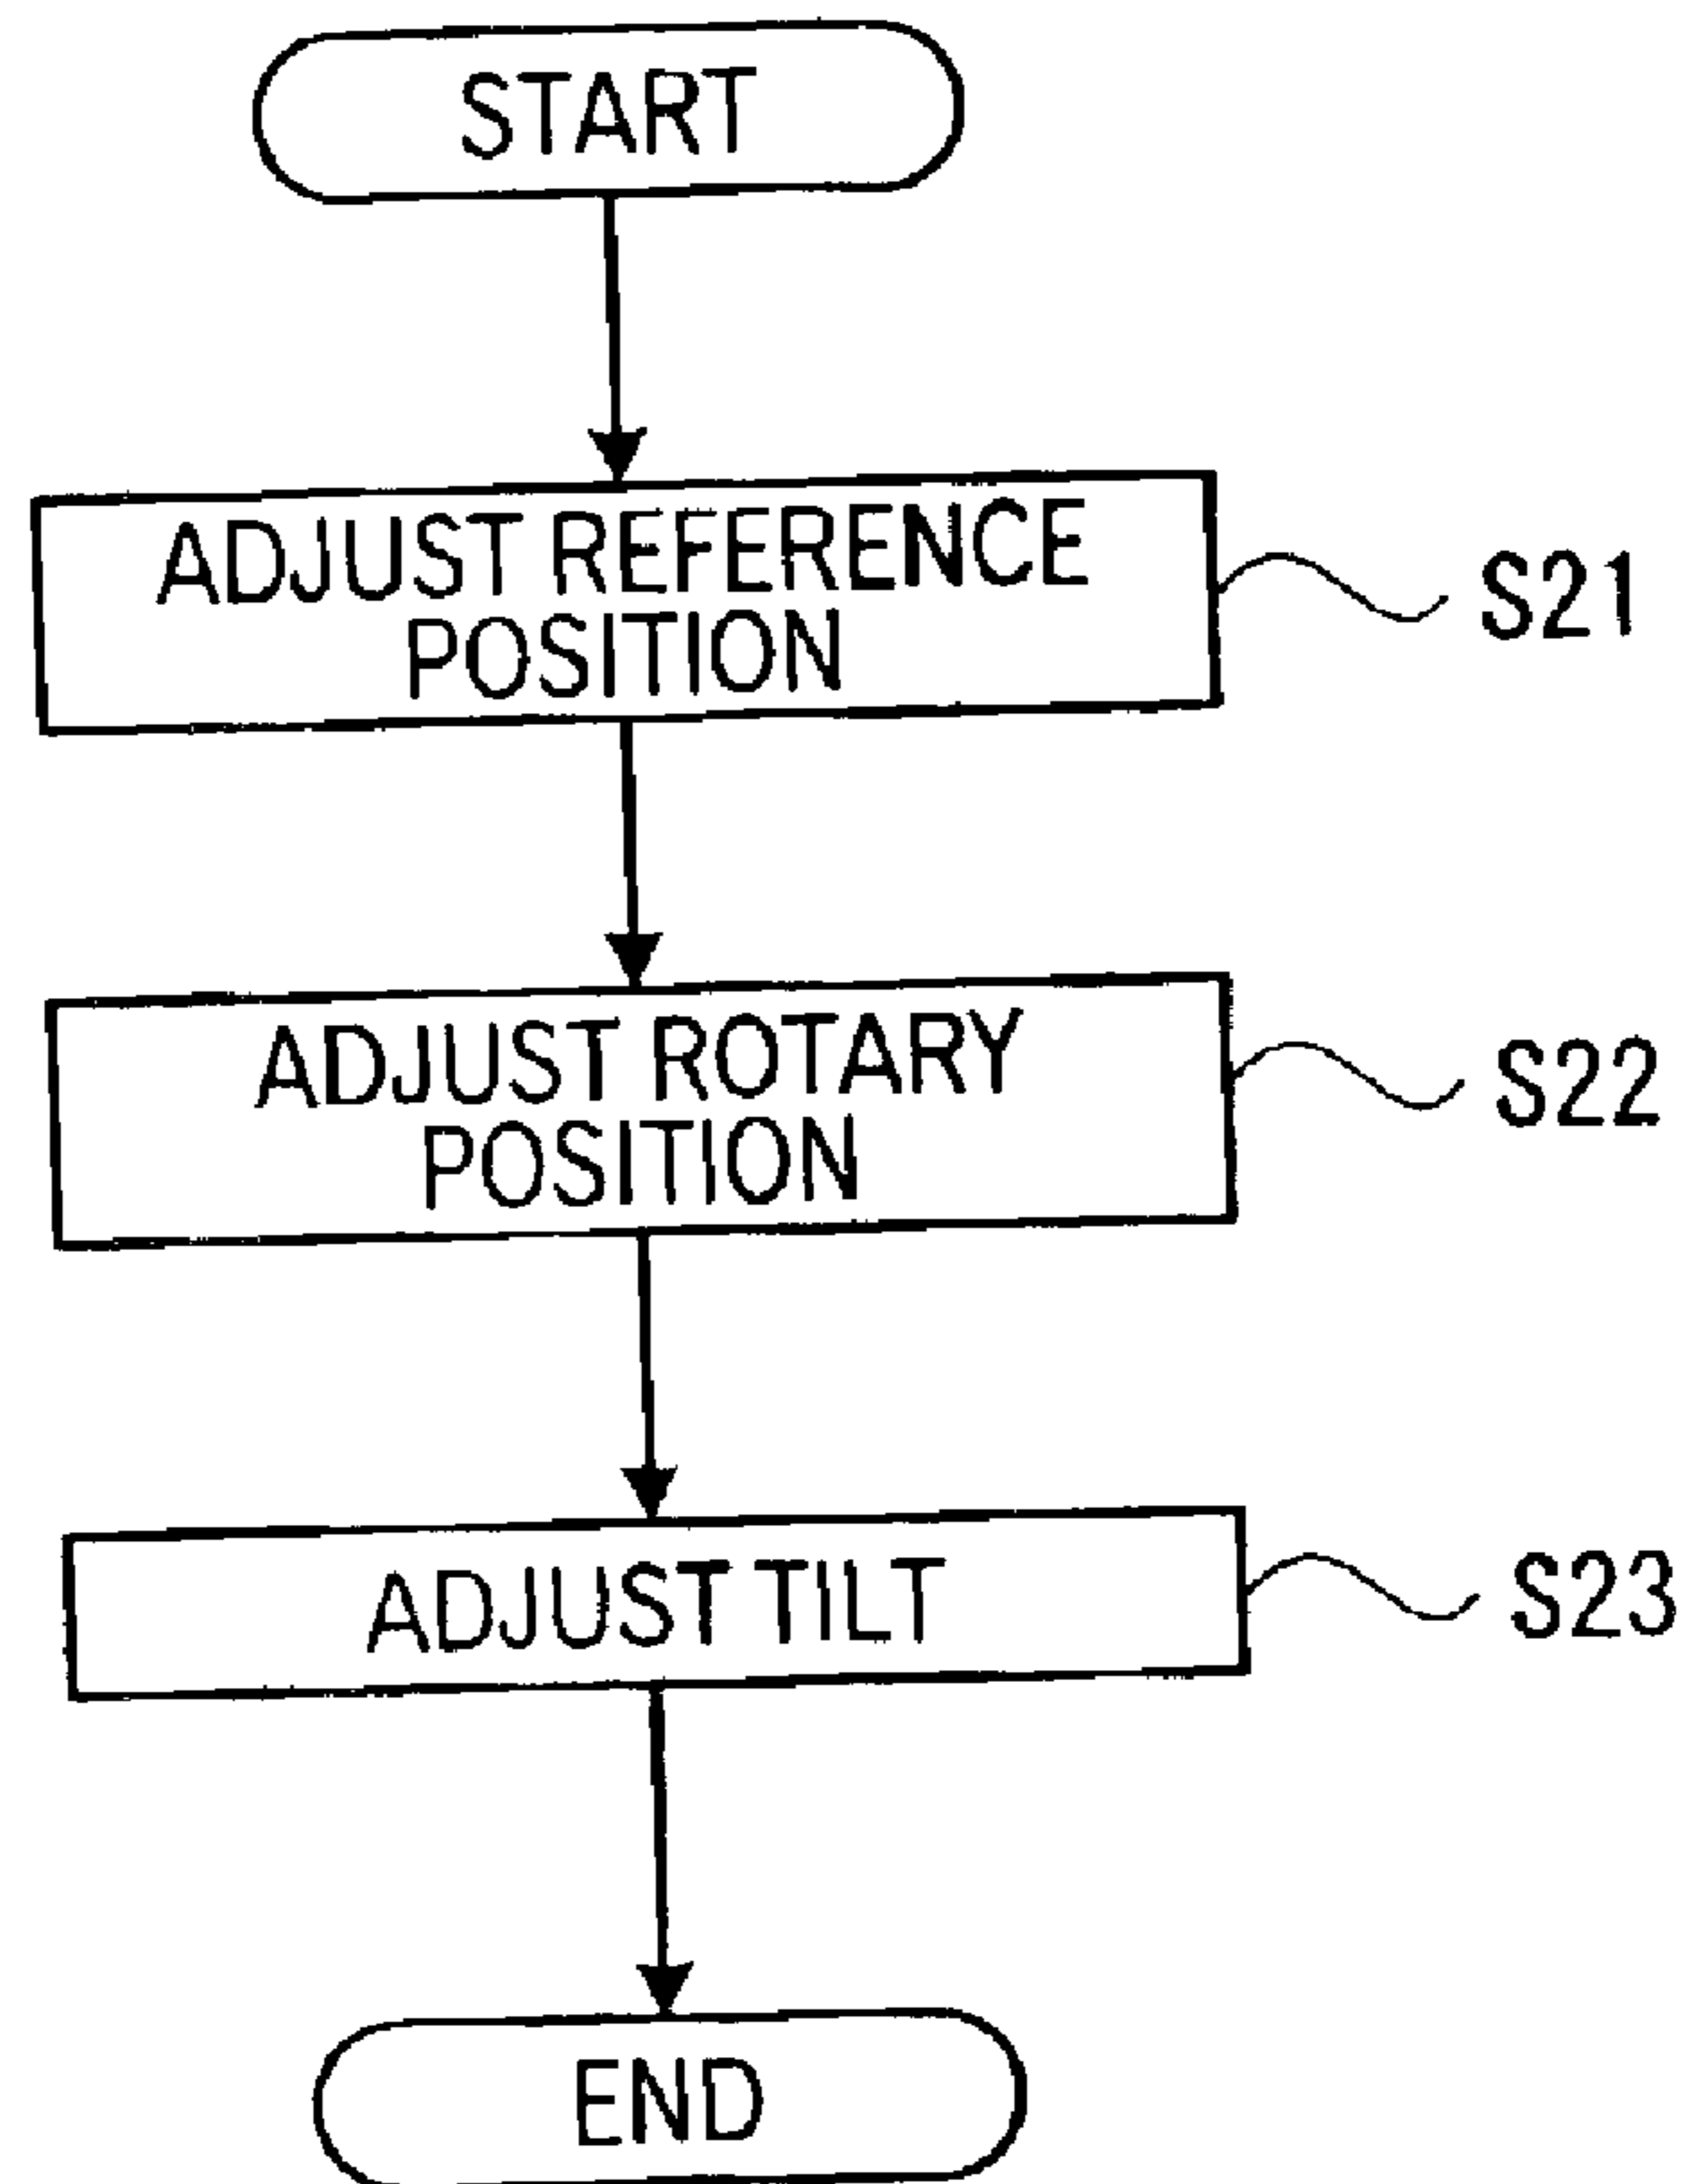 START
ADJUST REFERENCE
POSITION
S21
ADJUST ROTARY
POSITION
S22
ADJUST TILT
S23
END